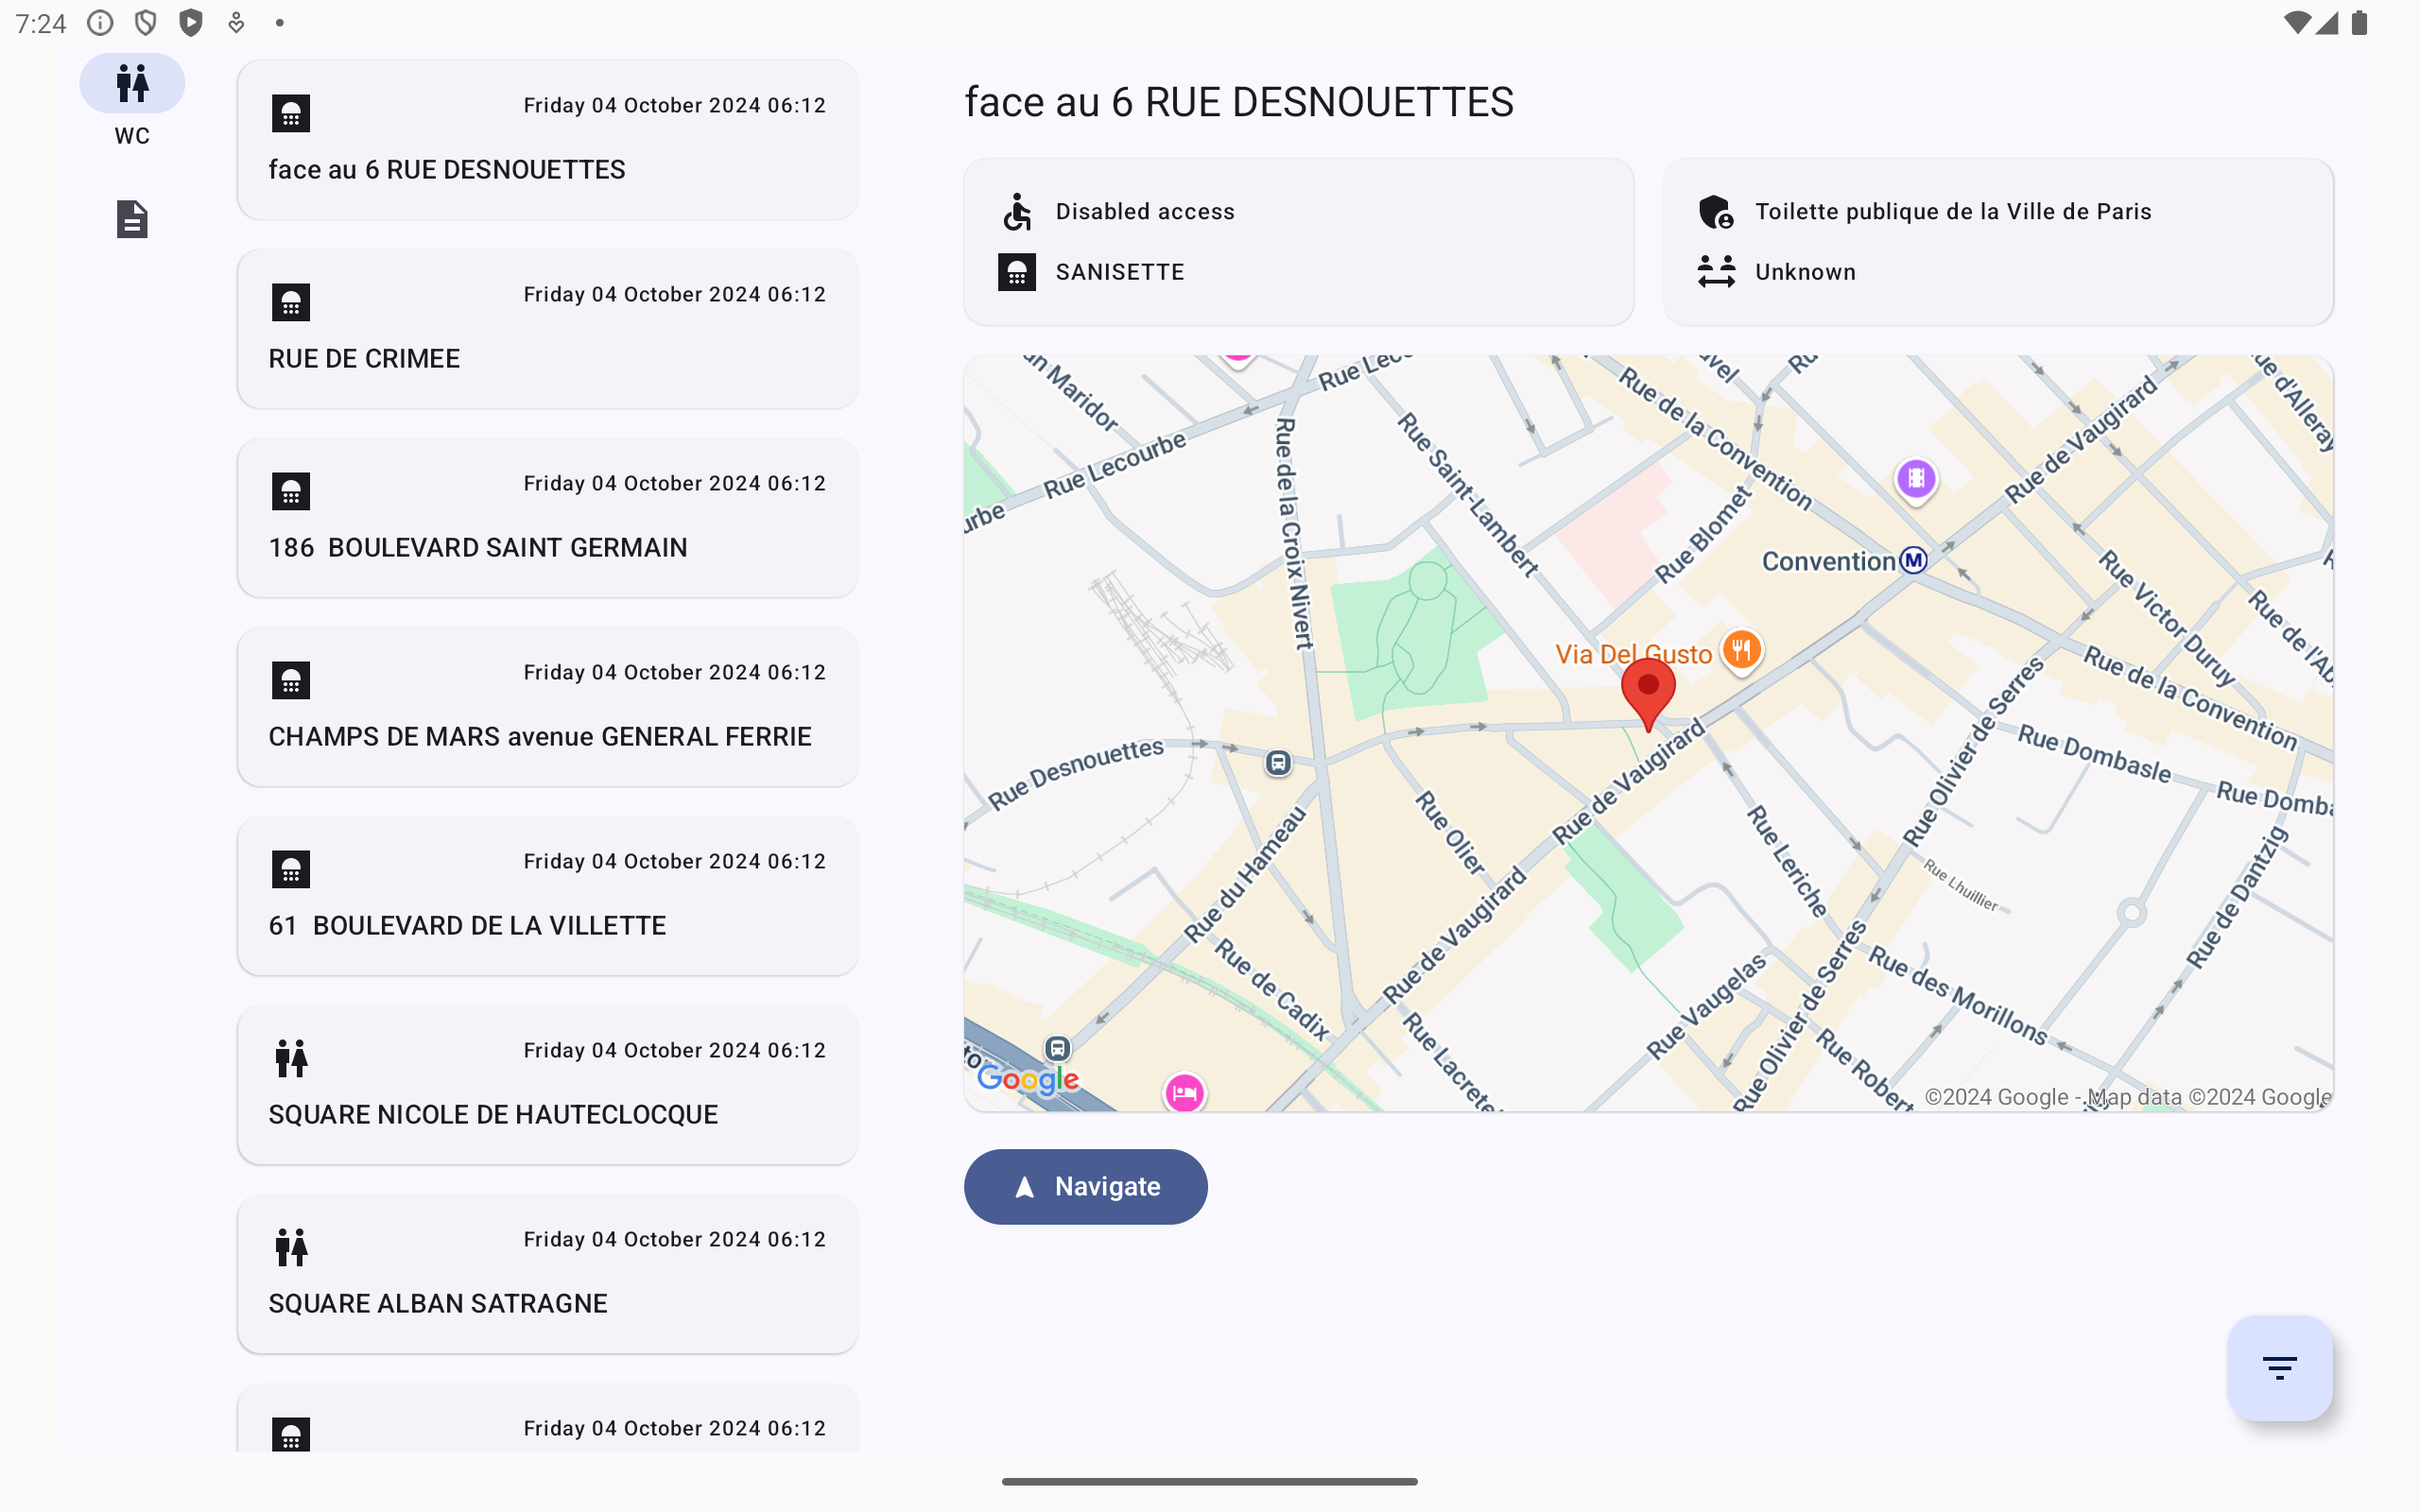 7:24
WC
Friday 04 October 2024 06:12
face au 6 RUE DESNOUETTES
Friday 04 October 2024 06:12
RUE DE CRIMEE
Friday 04 October 2024 06:12
186  BOULEVARD SAINT GERMAIN
Friday 04 October 2024 06:12
CHAMPS DE MARS avenue GENERAL FERRIE
Friday 04 October 2024 06:12
61  BOULEVARD DE LA VILLETTE
Friday 04 October 2024 06:12
SQUARE NICOLE DE HAUTECLOCQUE
Friday 04 October 2024 06:12
SQUARE ALBAN SATRAGNE
Friday 04 October 2024 06:12
face au 6 RUE DESNOUETTES
Disabled access
SANISETTE
Toilette publique de la Ville de Paris
Unknown
Maridor
Rue Lecourbe
Rue de la Croix Nivert
Rue Saint-Lambert
Rue de la Convention
Rue Blomet
Rue de Vaugirard
Rue d'Alleray
Convention
M
Rue Victor Duruy
Via Del Gusto
Rue de la Convention
Rue Desnouettes
Rue Dombasle
Rue de Vaugirard
Rue Olivier de Serres
Rue Olier
Rue du Hameau
Rue Leriche
Rue Lhuillier
Rue de Dantzig
Rue de Vaugirard
Rue de Cadix
Rue Vaugelas
Rue des Morillons
Rue Olivier de Serres
Rue Robert
Google
©2024 Google - Map data ©2024 Google
Navigate